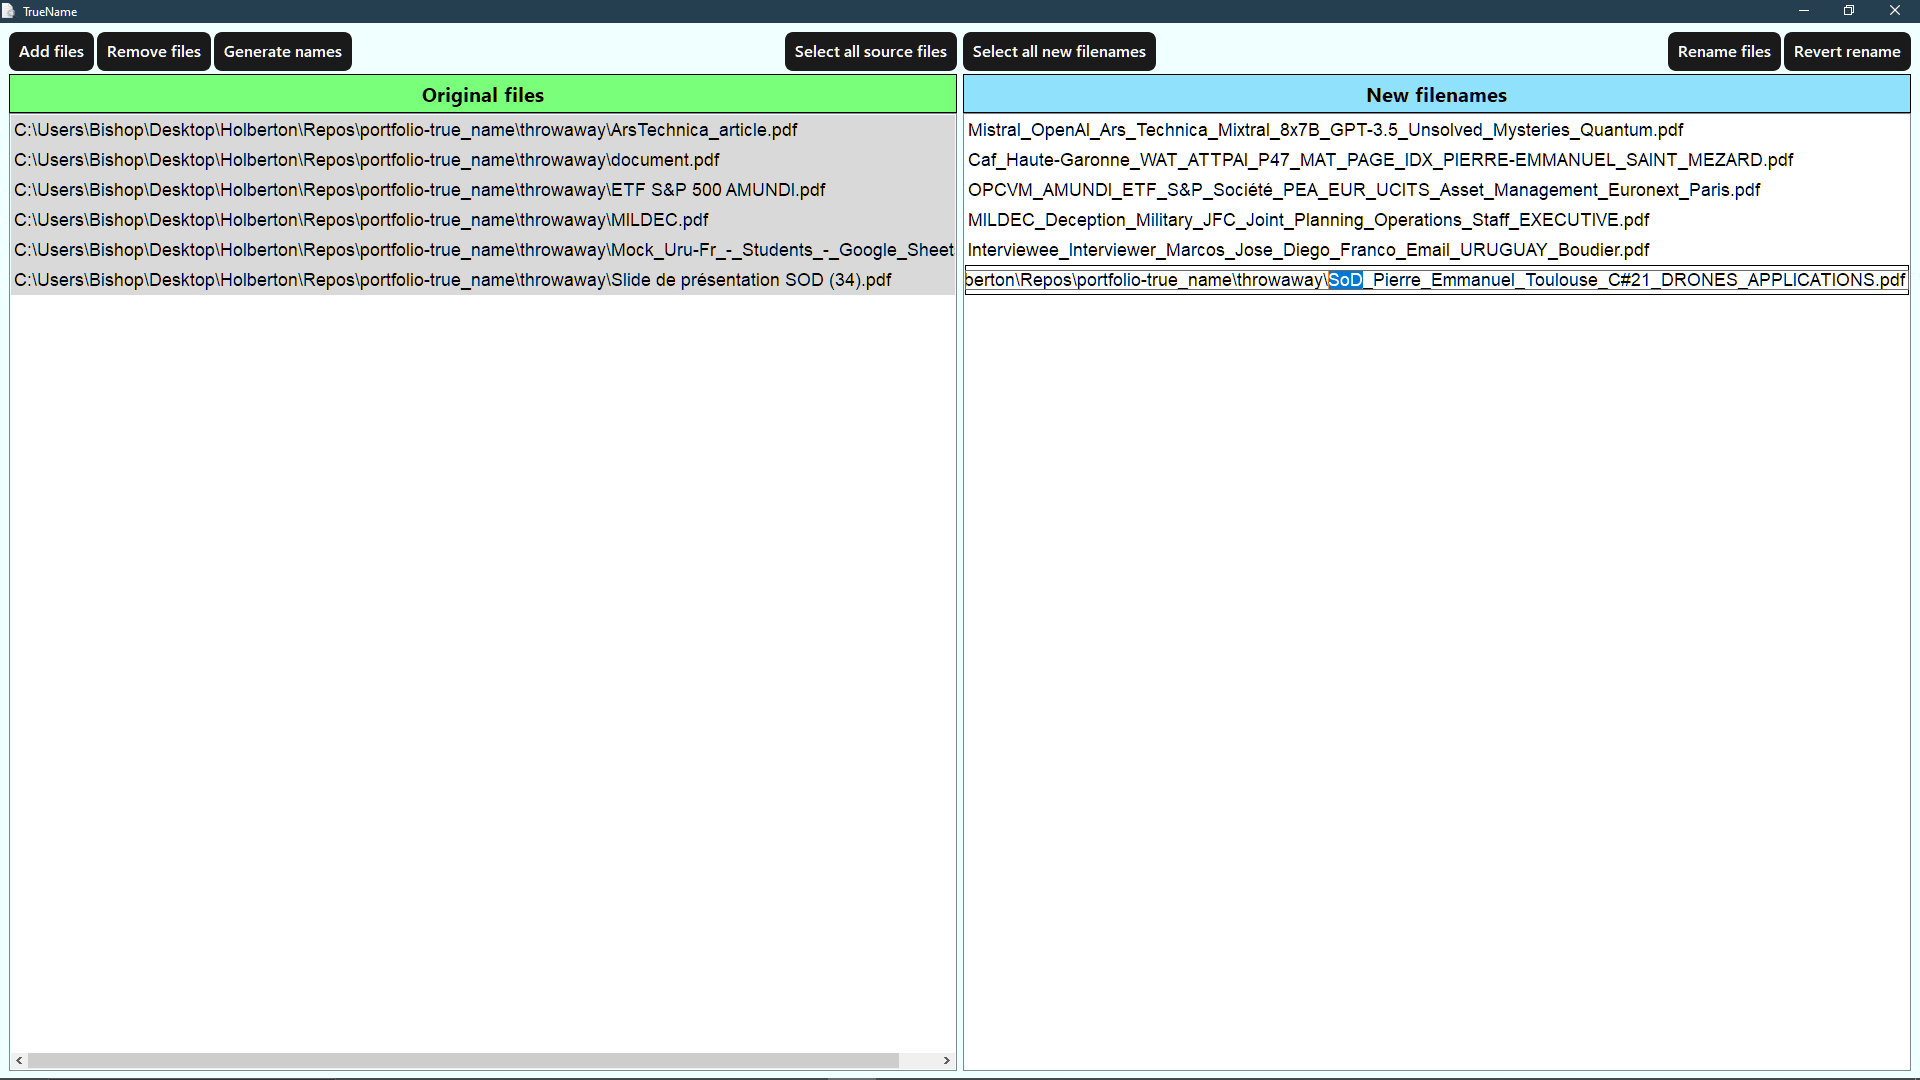 TrueName
Add files Remove files Generate names Select all source files Select all new filenames Rename files Revert rename
Original files
C:\Users\Bishop\Desktop\Holberton\Repos\portfolio-true_name\throwaway\ArsTechnica_article.pdf
C:\Users\Bishop\Desktop\Holberton\Repos\portfolio-true_name\throwaway\document.pdf
C:\Users\Bishop\Desktop\Holberton\Repos\portfolio-true_name\throwaway\ETF S&P 500 AMUNDI.pdf
C:\Users\Bishop\Desktop\Holberton\Repos\portfolio-true_name\throwaway\MILDEC.pdf
C:\Users\Bishop\Desktop\Holberton\Repos\portfolio-true_name\throwaway\Mock_Uru-Fr_-_Students_-_Google_Sheet
C:\Users\Bishop\Desktop\Holberton\Repos\portfolio-true_name\throwaway\Slide de présentation SOD (34).pdf
New filenames
Mistral_OpenAI_Ars_Technica_Mixtral_8x7B_GPT-3.5_Unsolved_Mysteries_Quantum.pdf
Caf_Haute-Garonne_WAT_ATTPAI_P47_MAT_PAGE_IDX_PIERRE-EMMANUEL_SAINT_MEZARD.pdf
OPCVM_AMUNDI_ETF_S&P_Société_PEA_EUR_UCITS_Asset_Management_Euronext_Paris.pdf
MILDEC_Deception_Military_JFC_Joint_Planning_Operations_Staff_EXECUTIVE.pdf
Interviewee_Interviewer_Marcos_Jose_Diego_Franco_Email_URUGUAY_Boudier.pdf
berton\Repos\portfolio-true_name\throwaway\SoD_Pierre_Emmanuel_Toulouse_C#21_DRONES_APPLICATIONS.pdf